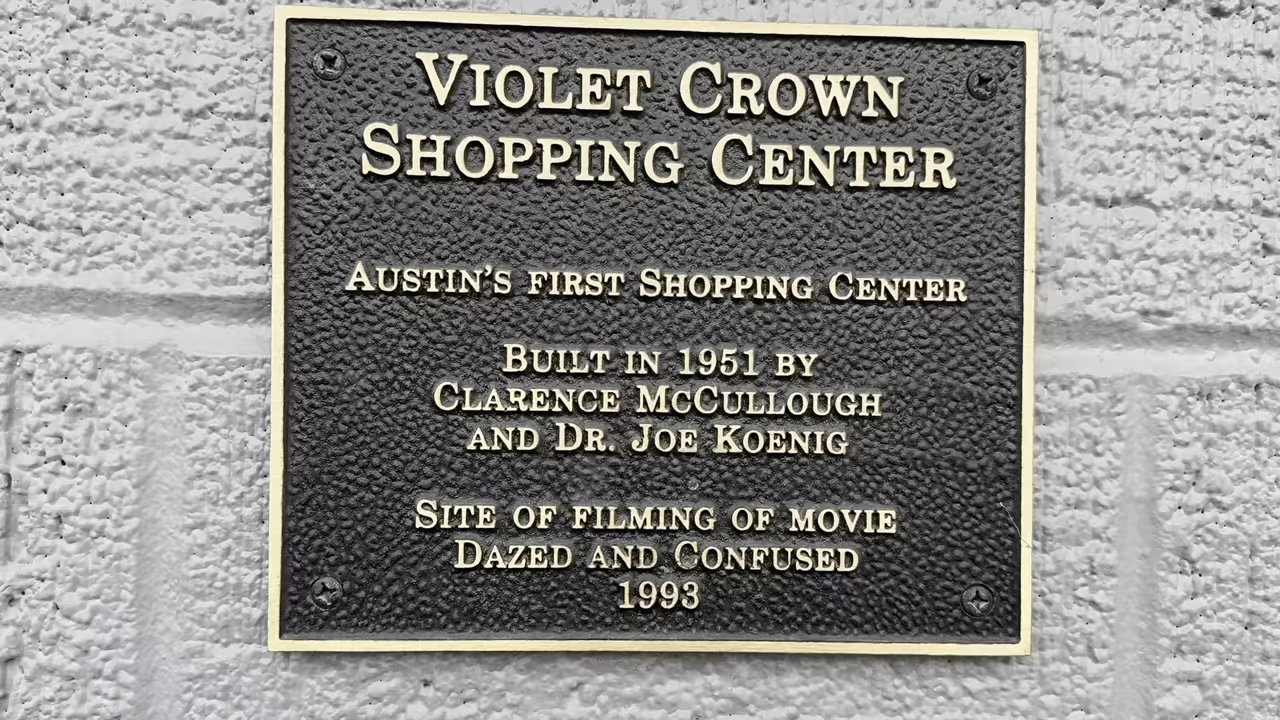 Violet Crown
Shopping Center
Austin's first Shopping Center
Built in 1951 by
Clarence McCullough
and Dr. Joe Koenig
Site of filming of movie
Dazed and Confused
1993